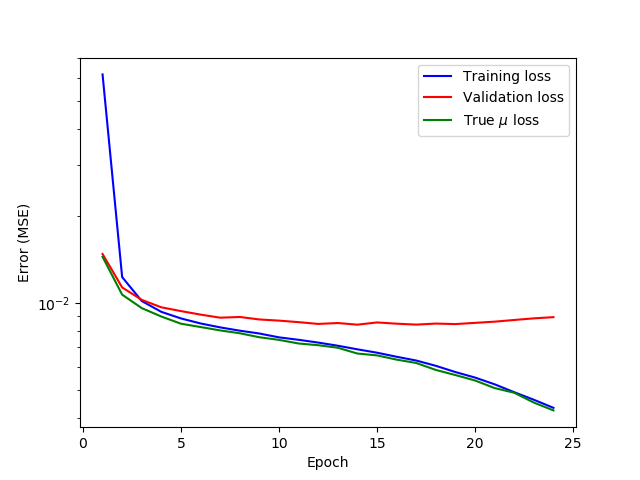 Training loss
Validation loss
True μ loss
Error (MSE)
10⁻²
0 5 10 15 20 25
Epoch